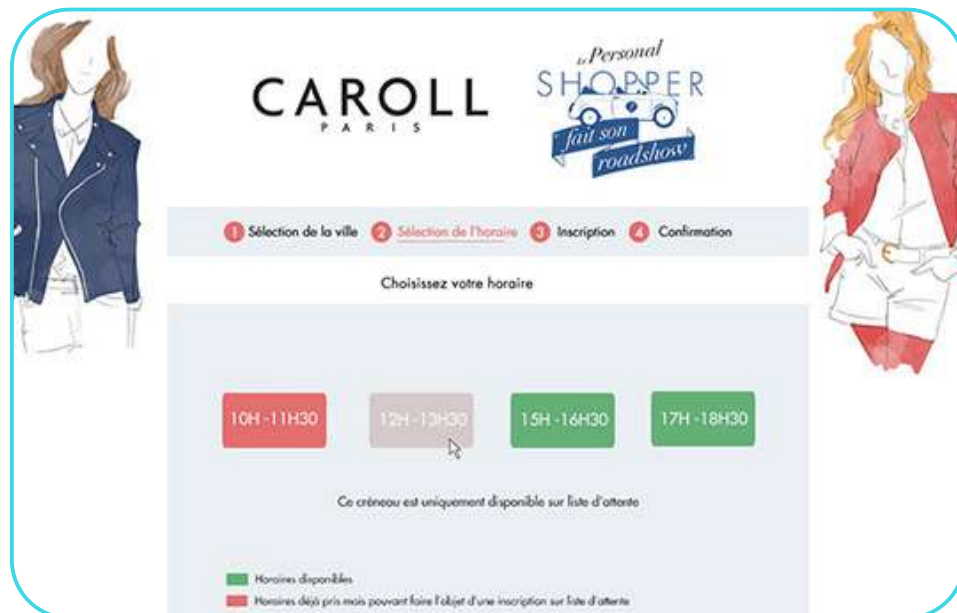 CAROLL
PARIS
Le Personal
SHOPPER
fait son
roadshow
1 Sélection de la ville 2 Sélection de l'horaire 3 Inscription 4 Confirmation
Choisissez votre horaire
10H -11H30 12H -13H30 15H -16H30 17H -18H30
Ce créneau est uniquement disponible sur liste d'attente
Horaires disponibles
Horaires déjà pris mais pouvant faire l'objet d'une inscription sur liste d'attente